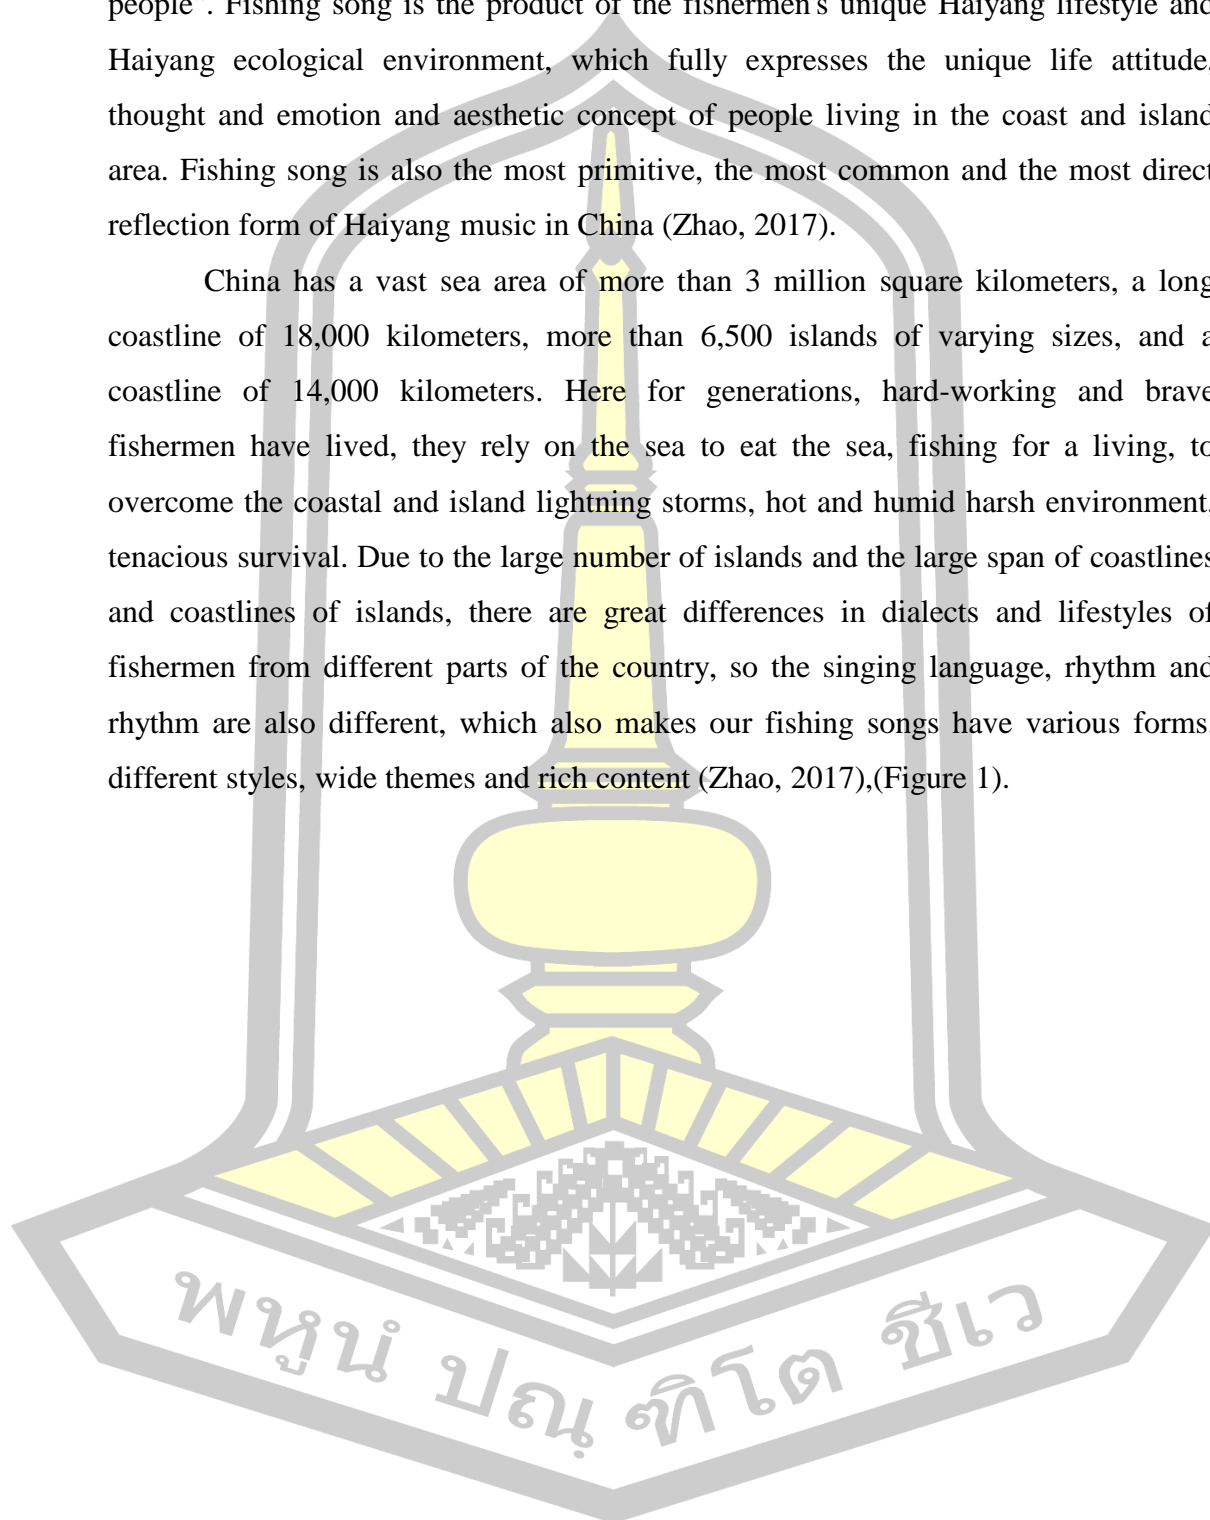 people". Fishing song is the product of the fishermen's unique Haiyang lifestyle and
Haiyang ecological environment, which fully expresses the unique life attitude,
thought and emotion and aesthetic concept of people living in the coast and island
area. Fishing song is also the most primitive, the most common and the most direct
reflection form of Haiyang music in China (Zhao, 2017).
China has a vast sea area of more than 3 million square kilometers, a long
coastline of 18,000 kilometers, more than 6,500 islands of varying sizes, and a
coastline of 14,000 kilometers. Here for generations, hard-working and brave
fishermen have lived, they rely on the sea to eat the sea, fishing for a living, to
overcome the coastal and island lightning storms, hot and humid harsh environment,
tenacious survival. Due to the large number of islands and the large span of coastlines
and coastlines of islands, there are great differences in dialects and lifestyles of
fishermen from different parts of the country, so the singing language, rhythm and
rhythm are also different, which also makes our fishing songs have various forms,
different styles, wide themes and rich content (Zhao, 2017),(Figure 1).
พหูนํ ปณฺ ฑิโต ชีเว